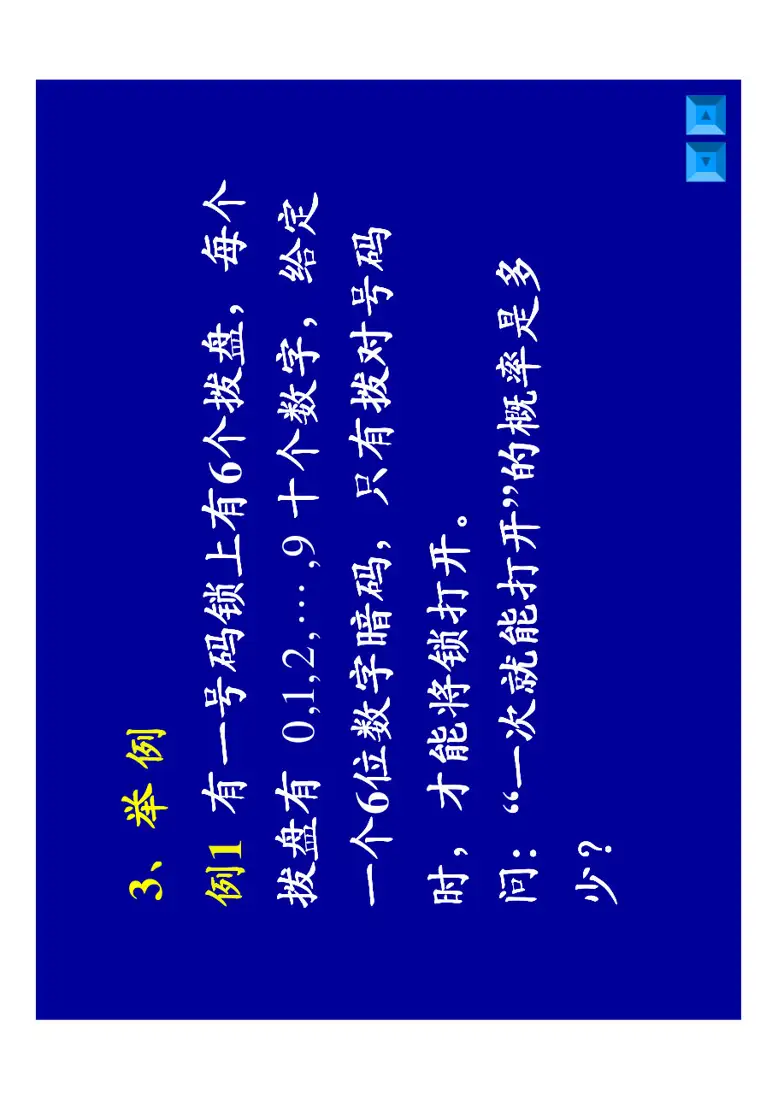 3、举例
例1 有一号码锁上有6个拨盘，每个
拨盘有 0,1,2,…,9 十个数字，给定
一个6位数字暗码，只有拨对号码
时，才能将锁打开。
问：“一次就能打开”的概率是多
少？